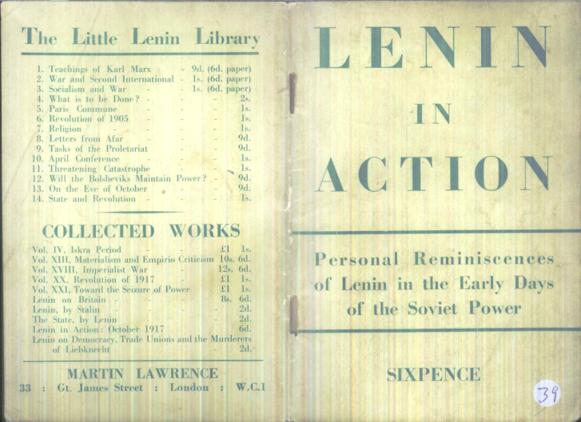 The Little Lenin Library
1. Teachings of Karl Marx - - 9d. (6d. paper)
2. War and Second International - 1s. (6d. paper)
3. Socialism and War - - 1s. (6d. paper)
4. What is to be Done? - - - 2s.
5. Paris Commune - - - 1s.
6. Revolution of 1905 - - - 1s.
7. Religion - - - - 1s.
8. Letters from Afar - - - 9d.
9. Tasks of the Proletariat - - 9d.
10. April Conference - - - 1s.
11. Threatening Catastrophe - - 1s.
12. Will the Bolsheviks Maintain Power? - 9d.
13. On the Eve of October - - 9d.
14. State and Revolution - - - 1s.
COLLECTED WORKS
Vol. IV, Iskra Period - - £1 1s.
Vol. XIII, Materialism and Empirio Criticism 10s. 6d.
Vol. XVIII, Imperialist War - - 12s. 6d.
Vol. XX, Revolution of 1917 - - £1 1s.
Vol. XXI, Toward the Seizure of Power - £1 1s.
Lenin on Britain - - - 8s. 6d.
Lenin, by Stalin - - - 2d.
The State, by Lenin - - - 2d.
Lenin in Action: October 1917 - - 6d.
Lenin on Democracy, Trade Unions and the Murderers
of Liebknecht - - - 2d.
MARTIN LAWRENCE
33 : Gt. James Street : London : W.C.1
LENIN
IN
ACTION
Personal Reminiscences
of Lenin in the Early Days
of the Soviet Power
SIXPENCE
39